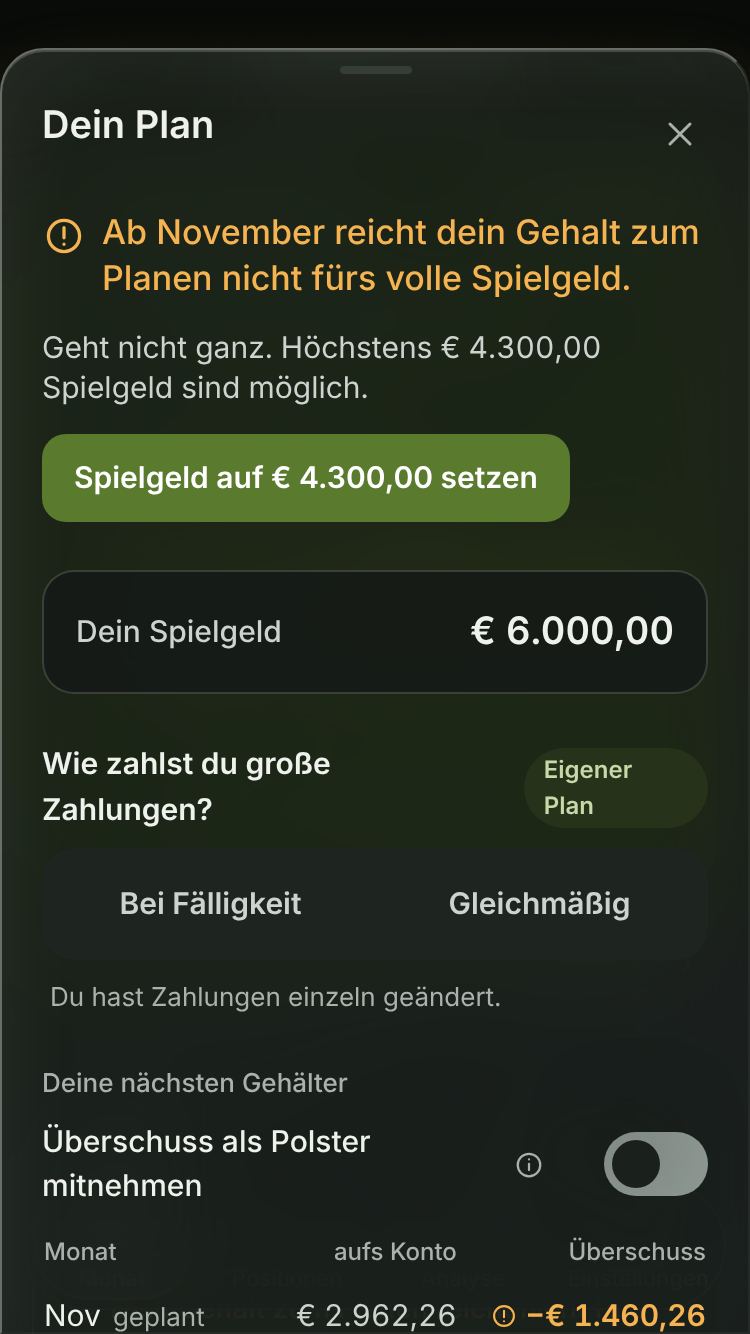 Dein Plan
Ab November reicht dein Gehalt zum
Planen nicht fürs volle Spielgeld.
Geht nicht ganz. Höchstens € 4.300,00
Spielgeld sind möglich.
Spielgeld auf € 4.300,00 setzen
Dein Spielgeld € 6.000,00
Wie zahlst du große
Zahlungen?
Eigener
Plan
Bei Fälligkeit Gleichmäßig
Du hast Zahlungen einzeln geändert.
Deine nächsten Gehälter
Überschuss als Polster
mitnehmen
Monat aufs Konto Überschuss
Nov geplant € 2.962,26 −€ 1.460,26